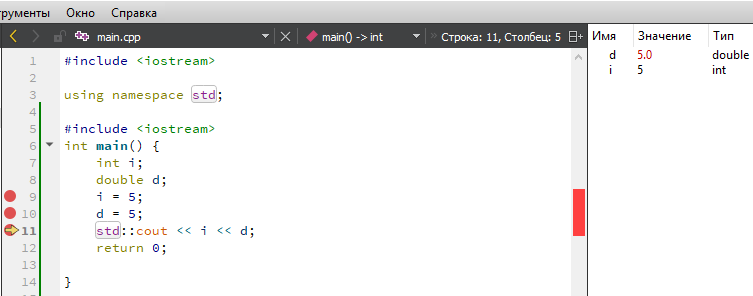 трументы Окно Справка
main.cpp main() -> int Строка: 11, Столбец: 5
Имя Значение Тип
d 5.0 double
i 5 int
1 #include <iostream>
2
3 using namespace std;
4
5 #include <iostream>
6 int main() {
7 int i;
8 double d;
9 i = 5;
10 d = 5;
11 std::cout << i << d;
12 return 0;
13
14 }